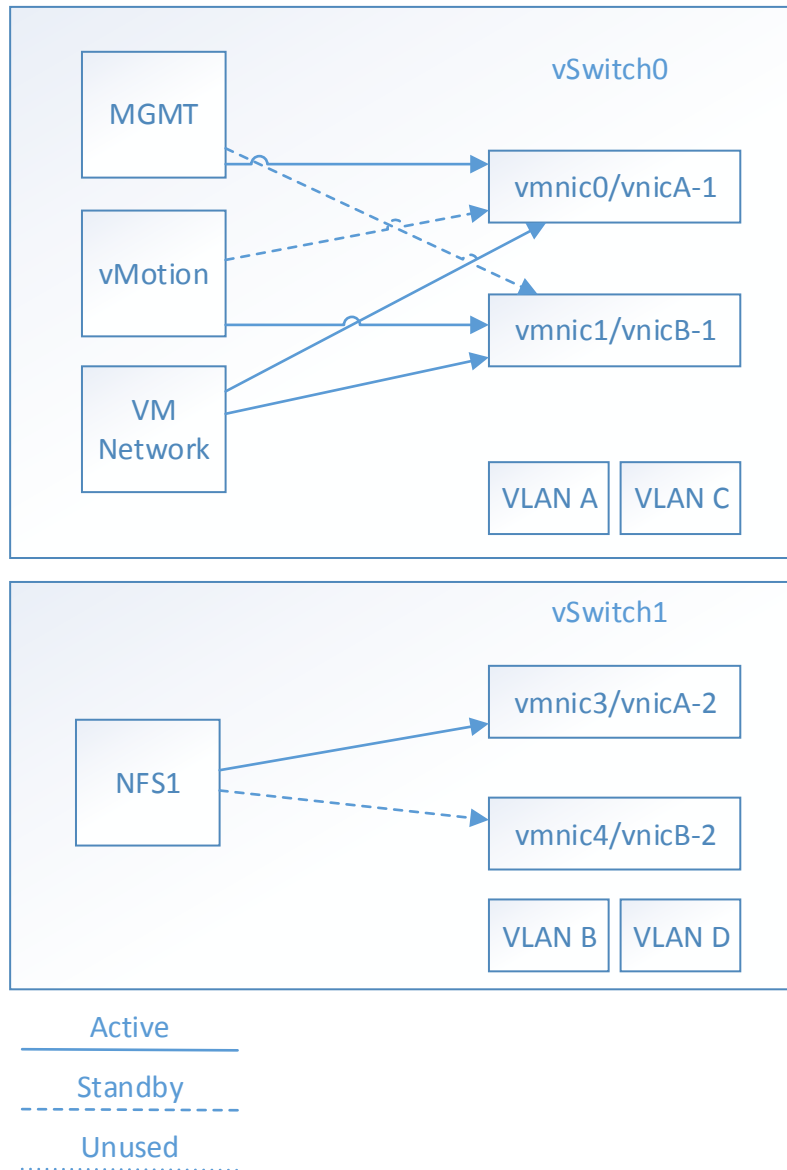 vSwitch0
MGMT
vmnic0/vnicA-1
vMotion
vmnic1/vnicB-1
VM
Network
VLAN A
VLAN C
vSwitch1
vmnic3/vnicA-2
NFS1
vmnic4/vnicB-2
VLAN B
VLAN D
Active
Standby
Unused